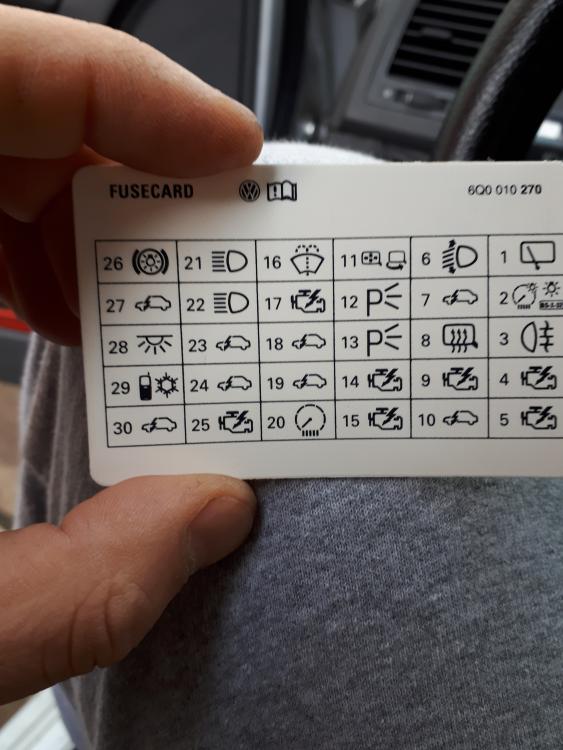 FUSECARD VW 6Q0 010 270
26 21 16 11 6 1
27 22 17 12 P 7 2
28 23 18 13 P 8 3
29 24 19 14 9 4
30 25 20 15 10 5